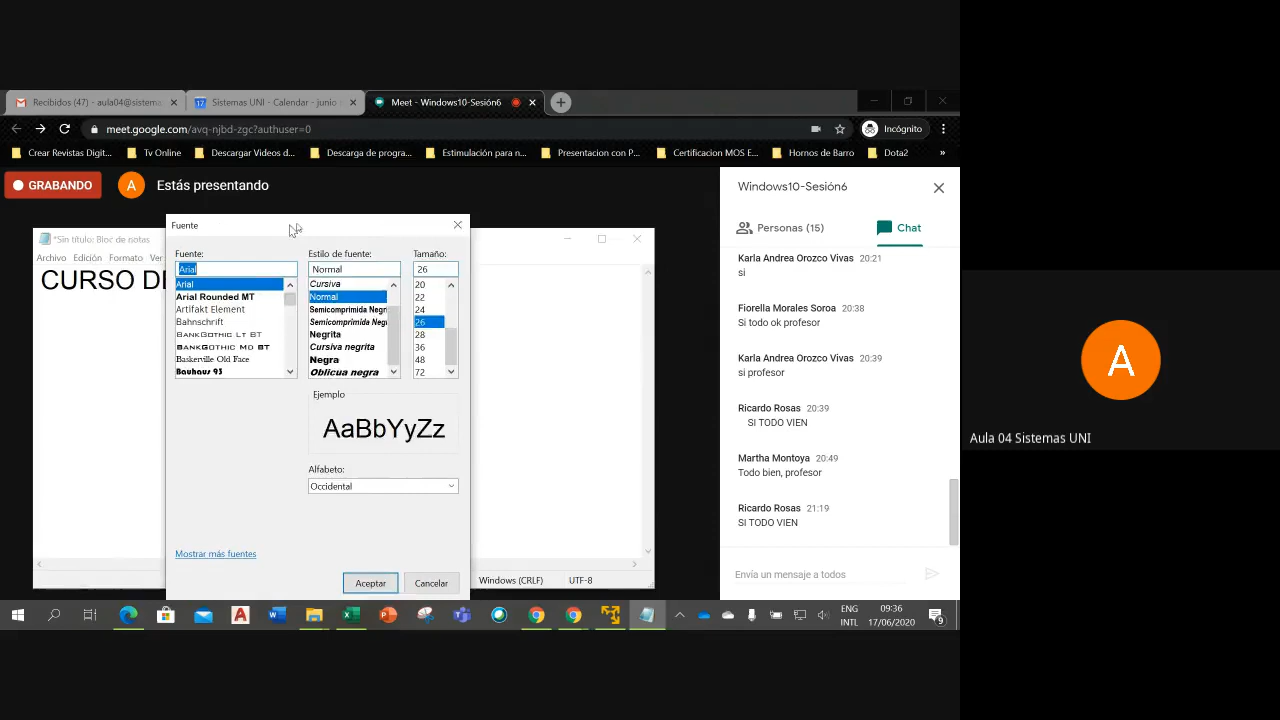 Recibidos (47) - aula04@sistema
Sistemas UNI - Calendar - junio
Meet - Windows10-Sesión6
meet.google.com/avq-njbd-zgc?authuser=0
Incógnito
Crear Revistas Digit...
Tv Online
Descargar Videos d...
Descarga de progra...
Estimulación para n...
Presentacion con P...
Certificacion MOS E...
Hornos de Barro
Dota2
»
GRABANDO
A
Estás presentando
Windows10-Sesión6
Personas (15)
Chat
*Sin título: Bloc de notas
Archivo Edición Formato Ver
CURSO DE
Fuente
Fuente:
Arial
Arial
Arial Rounded MT
Artifakt Element
Bahnschrift
BankGothic Lt BT
BankGothic Md BT
Baskerville Old Face
Bauhaus 93
Estilo de fuente:
Normal
Cursiva
Normal
Semicomprimida Negri
Semicomprimida Negri
Negrita
Cursiva negrita
Negra
Oblicua negra
Tamaño:
26
20
22
24
26
28
36
48
72
Ejemplo
AaBbYyZz
Alfabeto:
Occidental
Mostrar más fuentes
Aceptar
Cancelar
Windows (CRLF)
UTF-8
Karla Andrea Orozco Vivas 20:21
si
Fiorella Morales Soroa 20:38
Si todo ok profesor
Karla Andrea Orozco Vivas 20:39
si profesor
Ricardo Rosas 20:39
SI TODO VIEN
Martha Montoya 20:49
Todo bien, profesor
Ricardo Rosas 21:19
SI TODO VIEN
Envía un mensaje a todos
ENG
INTL
09:36
17/06/2020
9
A
Aula 04 Sistemas UNI